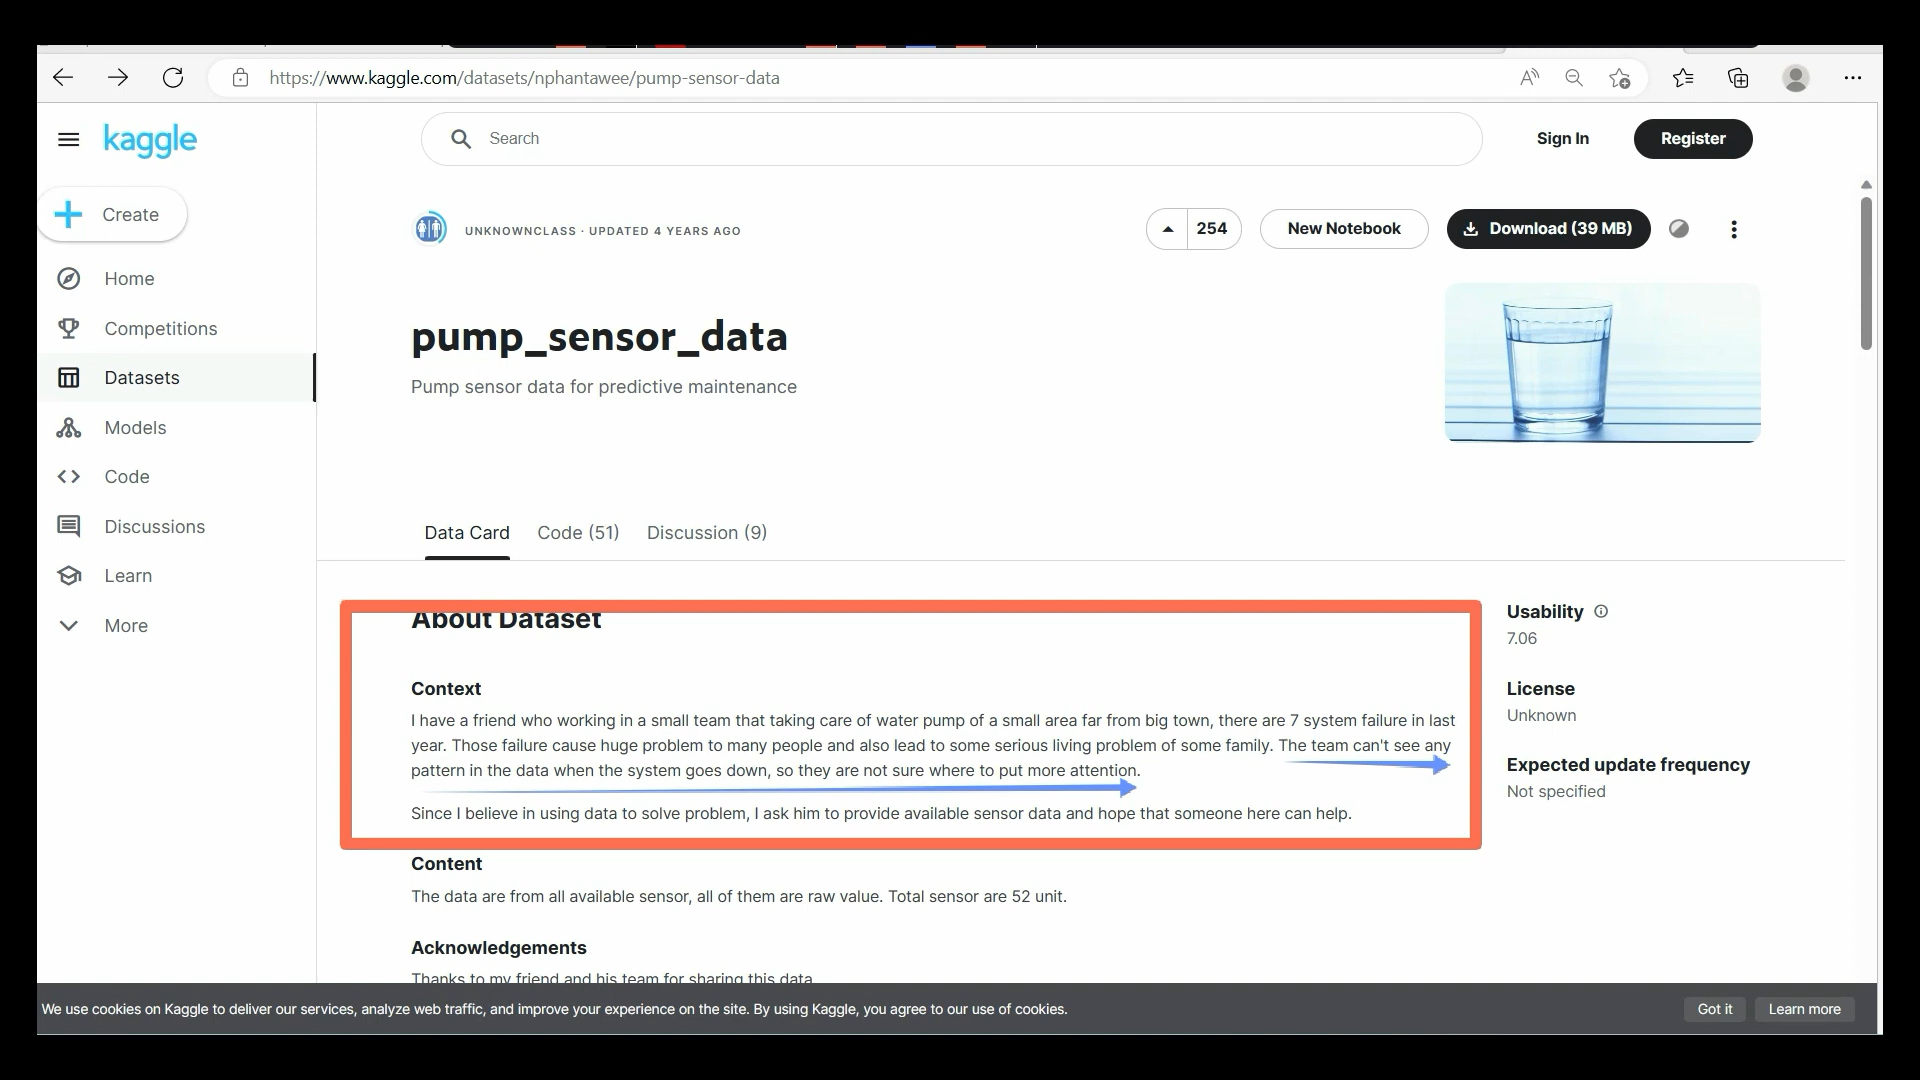 https://www.kaggle.com/datasets/nphantawee/pump-sensor-data
kaggle
Search
Sign In
Register
Create
Home
Competitions
Datasets
Models
Code
Discussions
Learn
More
UNKNOWNCLASS · UPDATED 4 YEARS AGO
254
New Notebook
Download (39 MB)
pump_sensor_data
Pump sensor data for predictive maintenance
Data Card
Code (51)
Discussion (9)
About Dataset
Context
I have a friend who working in a small team that taking care of water pump of a small area far from big town, there are 7 system failure in last
year. Those failure cause huge problem to many people and also lead to some serious living problem of some family. The team can't see any
pattern in the data when the system goes down, so they are not sure where to put more attention.
Since I believe in using data to solve problem, I ask him to provide available sensor data and hope that someone here can help.
Content
The data are from all available sensor, all of them are raw value. Total sensor are 52 unit.
Acknowledgements
Thanks to my friend and his team for sharing this data
Usability
7.06
License
Unknown
Expected update frequency
Not specified
We use cookies on Kaggle to deliver our services, analyze web traffic, and improve your experience on the site. By using Kaggle, you agree to our use of cookies.
Got it
Learn more